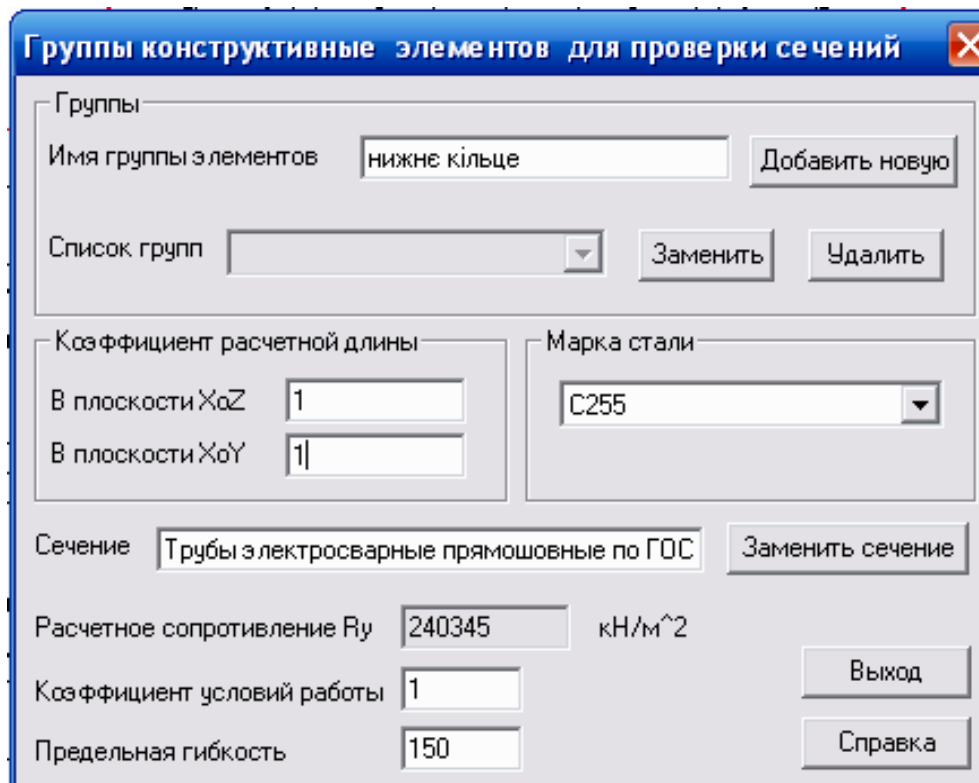 Группы конструктивные элементов для проверки сечений
Группы
Имя группы элементов нижнє кільце Добавить новую
Список групп Заменить Удалить
Коэффициент расчетной длины Марка стали
В плоскости XoZ 1 C255
В плоскости XoY 1
Сечение Трубы электросварные прямошовные по ГОС Заменить сечение
Расчетное сопротивление Ry 240345 кН/м^2
Выход
Коэффициент условий работы 1
Предельная гибкость 150 Справка